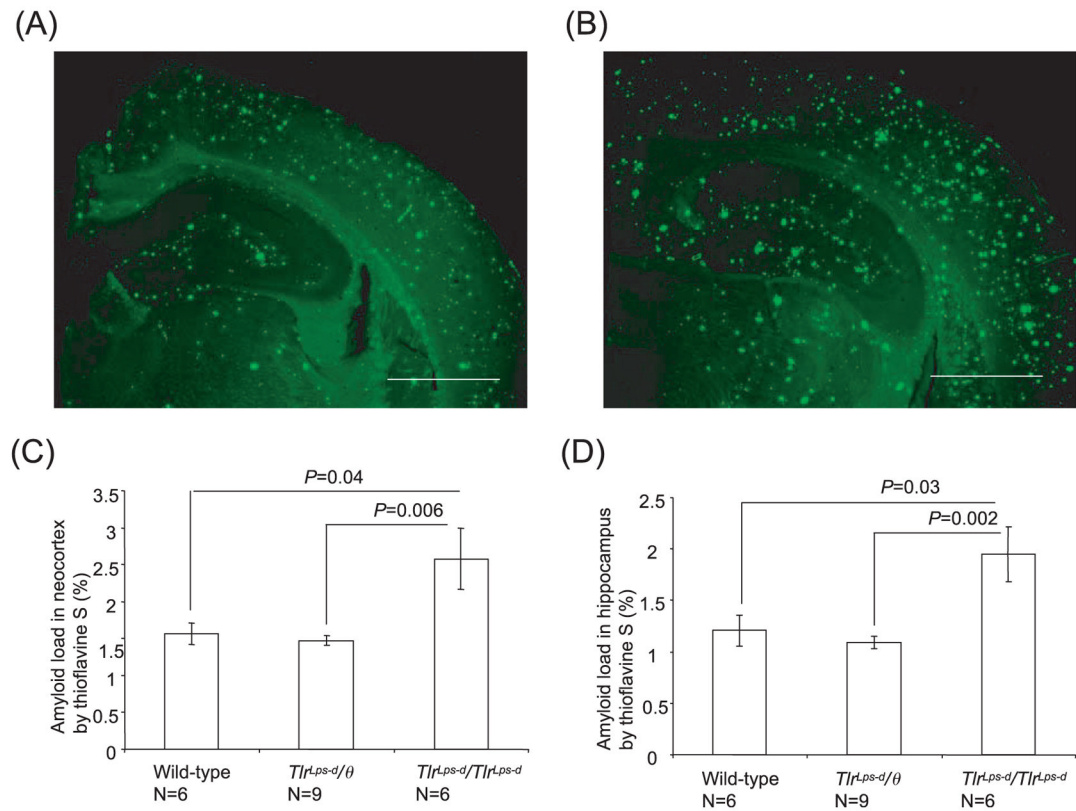 (A)
(B)
(C)
P=0.04
P=0.006
Amyloid load in neocortex
by thioflavine S (%)
3.5
3
2.5
2
1.5
1
0.5
0
Wild-type
N=6
Tlr^Lps-d/θ
N=9
Tlr^Lps-d/Tlr^Lps-d
N=6
(D)
P=0.03
P=0.002
Amyloid load in hippocampus
by thioflavine S (%)
2.5
2
1.5
1
0.5
0
Wild-type
N=6
Tlr^Lps-d/θ
N=9
Tlr^Lps-d/Tlr^Lps-d
N=6